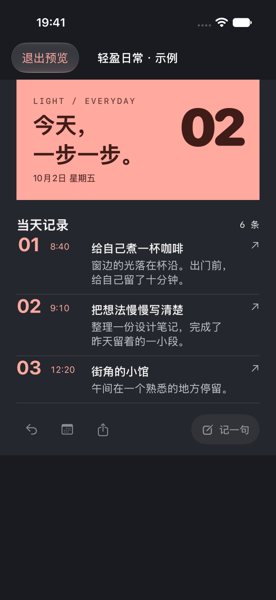 19:41
退出预览
轻盈日常 · 示例
LIGHT / EVERYDAY
今天，
一步一步。
02
10月2日 星期五
当天记录
6 条
01
8:40
给自己煮一杯咖啡
窗边的光落在杯沿。出门前，
给自己留了十分钟。
02
9:10
把想法慢慢写清楚
整理一份设计笔记，完成了
昨天留着的一小段。
03
12:20
街角的小馆
午间在一个熟悉的地方停留。
记一句